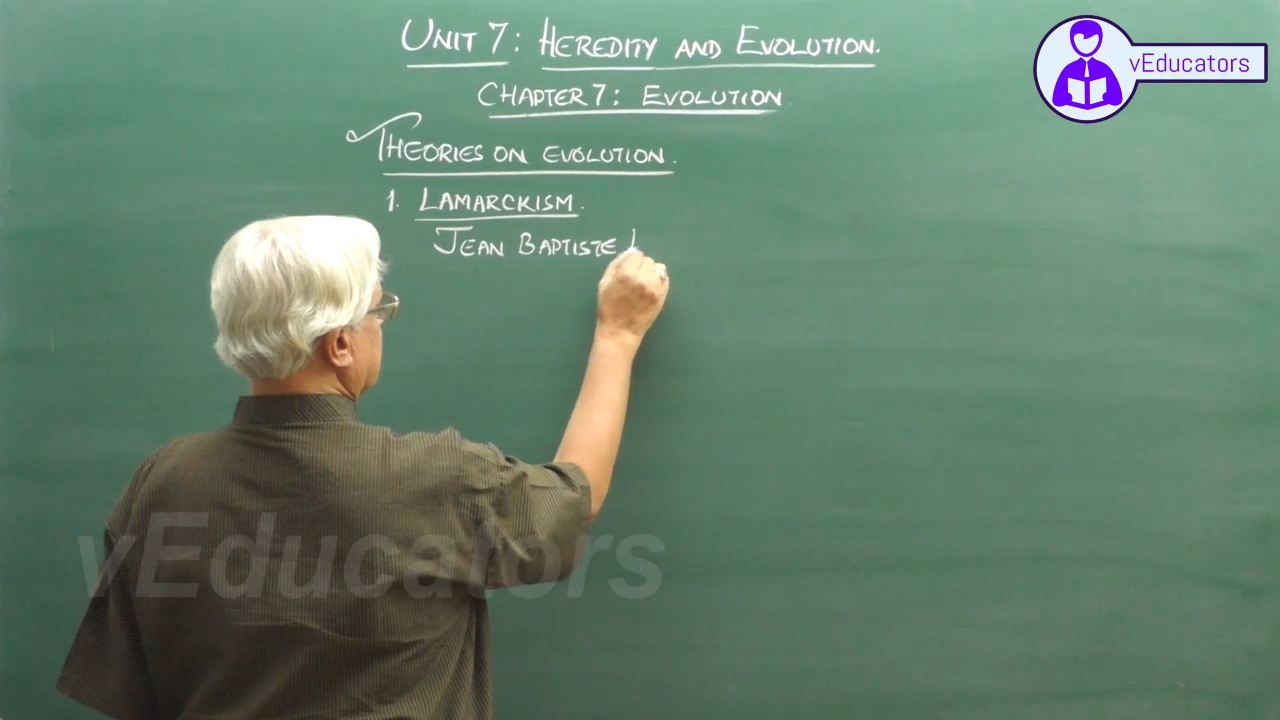 UNIT 7: HEREDITY AND EVOLUTION.
vEducators
CHAPTER 7: EVOLUTION
THEORIES ON EVOLUTION.
1. LAMARCKISM.
JEAN BAPTISTE
vEducators